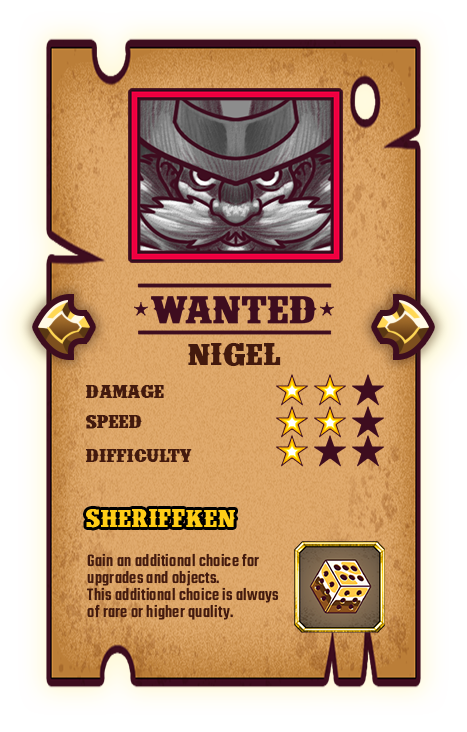 WANTED
NIGEL
DAMAGE
SPEED
DIFFICULTY
SHERIFFKEN
Gain an additional choice for
upgrades and objects.
This additional choice is always
of rare or higher quality.